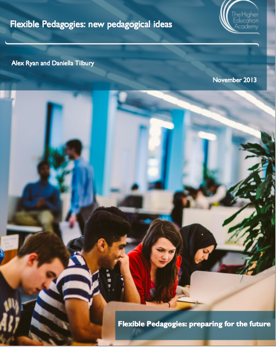 Flexible Pedagogies: new pedagogical ideas
The Higher
Education
Academy
Alex Ryan and Daniella Tilbury
November 2013
Flexible Pedagogies: preparing for the future